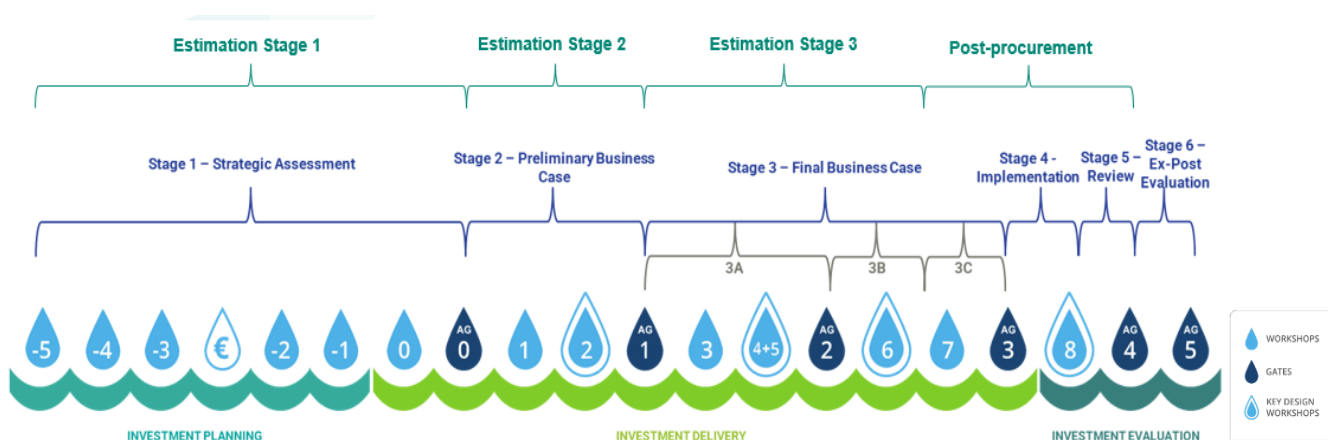 Estimation Stage 1
Estimation Stage 2
Estimation Stage 3
Post-procurement
Stage 1 – Strategic Assessment
Stage 2 – Preliminary Business
Case
Stage 3 – Final Business Case
Stage 4 -
Implementation
Stage 5 –
Review
Stage 6 –
Ex-Post
Evaluation
3A
3B
3C
-5
-4
-3
€
-2
-1
0
AG
0
1
2
AG
1
3
4+5
AG
2
6
7
AG
3
8
AG
4
AG
5
WORKSHOPS
GATES
KEY DESIGN
WORKSHOPS
INVESTMENT PLANNING
INVESTMENT DELIVERY
INVESTMENT EVALUATION